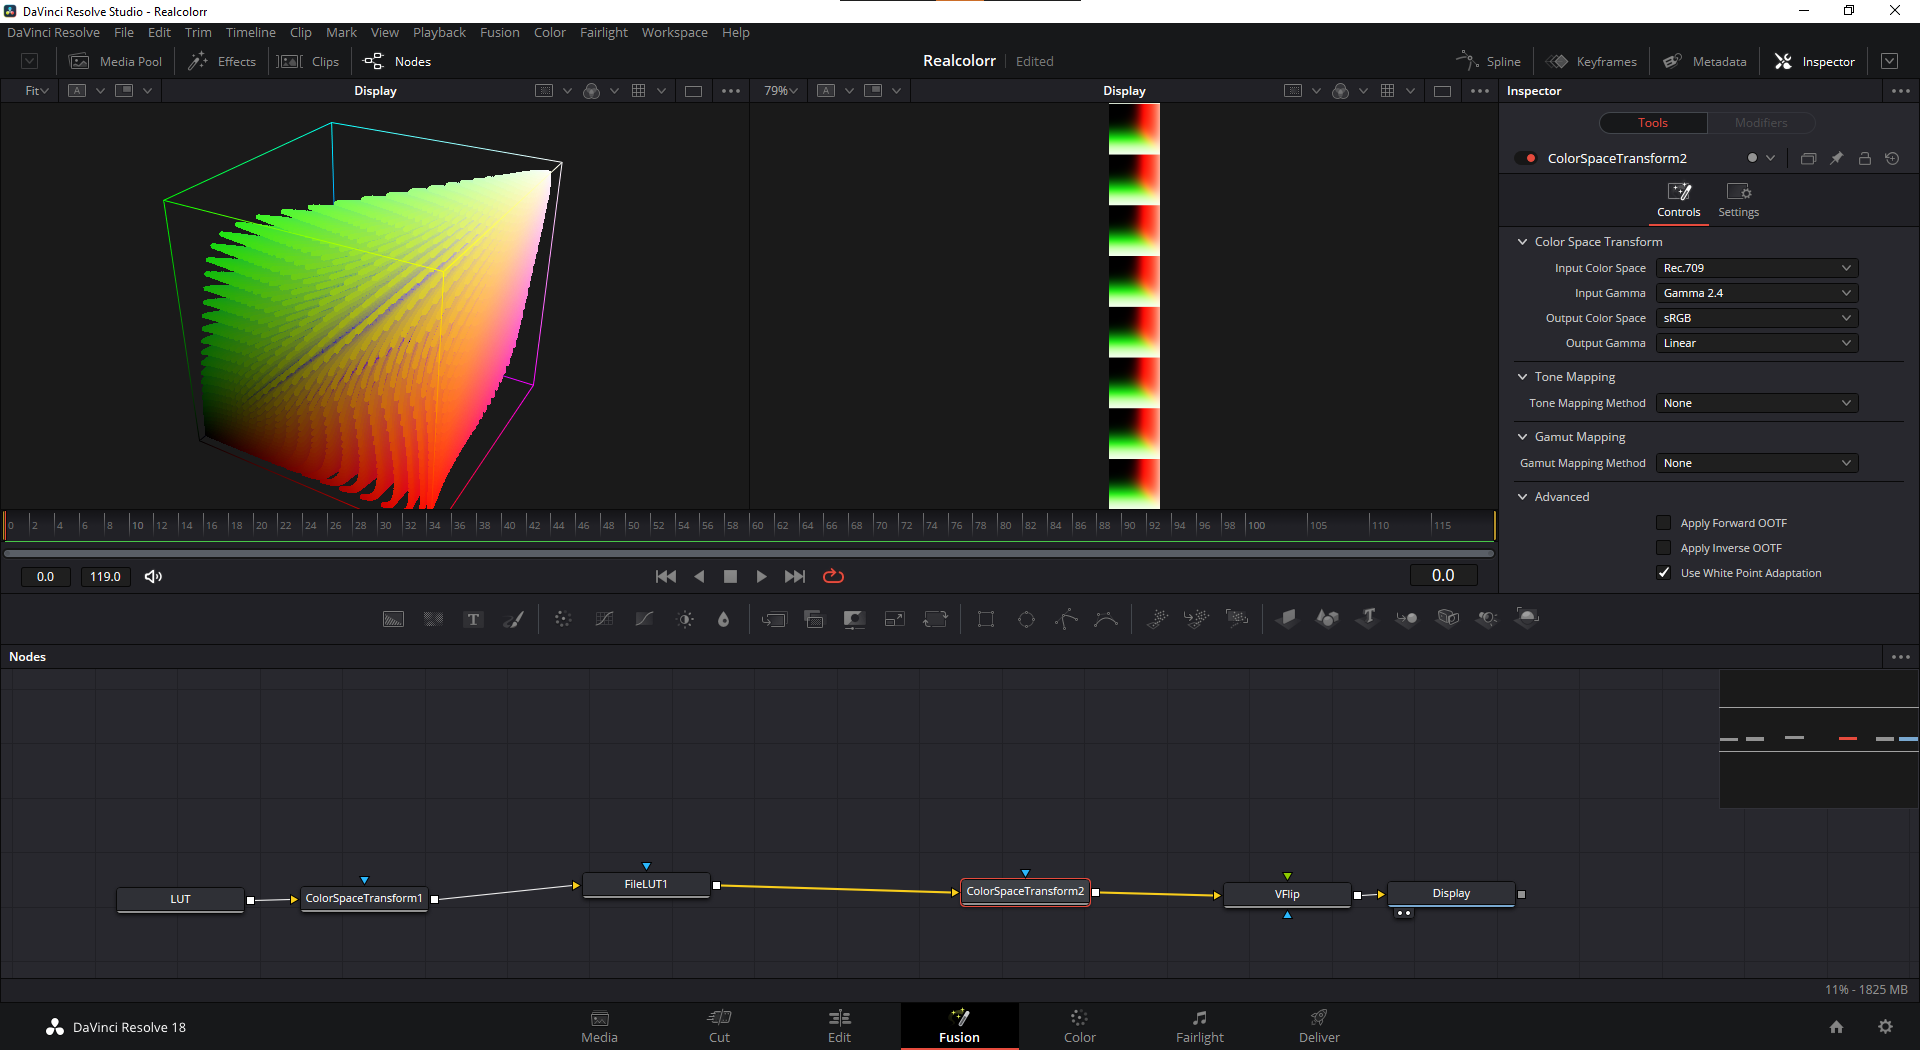 DaVinci Resolve Studio - Realcolorr
DaVinci Resolve File Edit Trim Timeline Clip Mark View Playback Fusion Color Fairlight Workspace Help
Media Pool Effects Clips Nodes Realcolorr Edited Spline Keyframes Metadata Inspector
Fit A Display 79% A Display Inspector
Tools Modifiers
ColorSpaceTransform2
Controls Settings
Color Space Transform
Input Color Space Rec.709
Input Gamma Gamma 2.4
Output Color Space sRGB
Output Gamma Linear
Tone Mapping
Tone Mapping Method None
Gamut Mapping
Gamut Mapping Method None
Advanced
Apply Forward OOTF
Apply Inverse OOTF
Use White Point Adaptation
0 2 4 6 8 10 12 14 16 18 20 22 24 26 28 30 32 34 36 38 40 42 44 46 48 50 52 54 56 58 60 62 64 66 68 70 72 74 76 78 80 82 84 86 88 90 92 94 96 98 100 105 110 115
0.0 119.0 0.0
T T
Nodes
LUT ColorSpaceTransform1 FileLUT1 ColorSpaceTransform2 VFlip Display
11% - 1825 MB
DaVinci Resolve 18 Media Cut Edit Fusion Color Fairlight Deliver